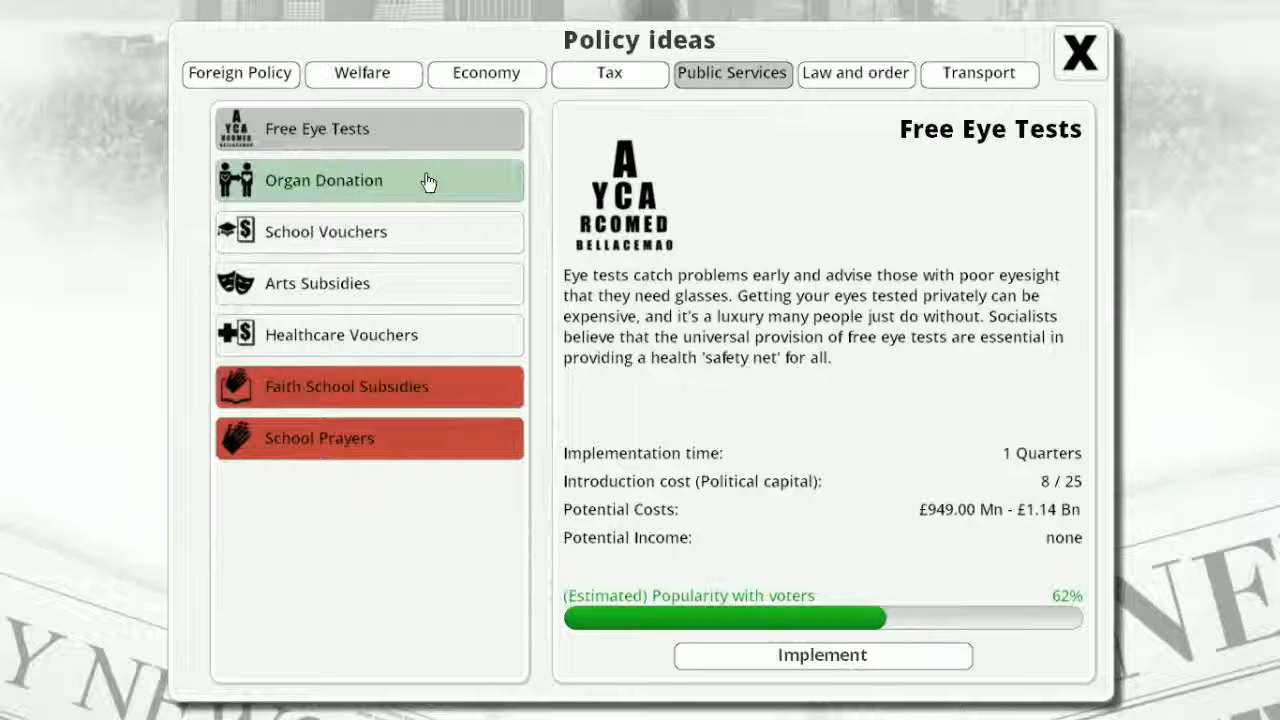 Policy ideas
X
Foreign Policy
Welfare
Economy
Tax
Public Services
Law and order
Transport
Free Eye Tests
Organ Donation
School Vouchers
Arts Subsidies
Healthcare Vouchers
Faith School Subsidies
School Prayers
Free Eye Tests
A
YCA
RCOMED
BELLACEMAO
Eye tests catch problems early and advise those with poor eyesight
that they need glasses. Getting your eyes tested privately can be
expensive, and it's a luxury many people just do without. Socialists
believe that the universal provision of free eye tests are essential in
providing a health 'safety net' for all.
Implementation time: 1 Quarters
Introduction cost (Political capital): 8 / 25
Potential Costs: £949.00 Mn - £1.14 Bn
Potential Income: none
(Estimated) Popularity with voters 62%
Implement